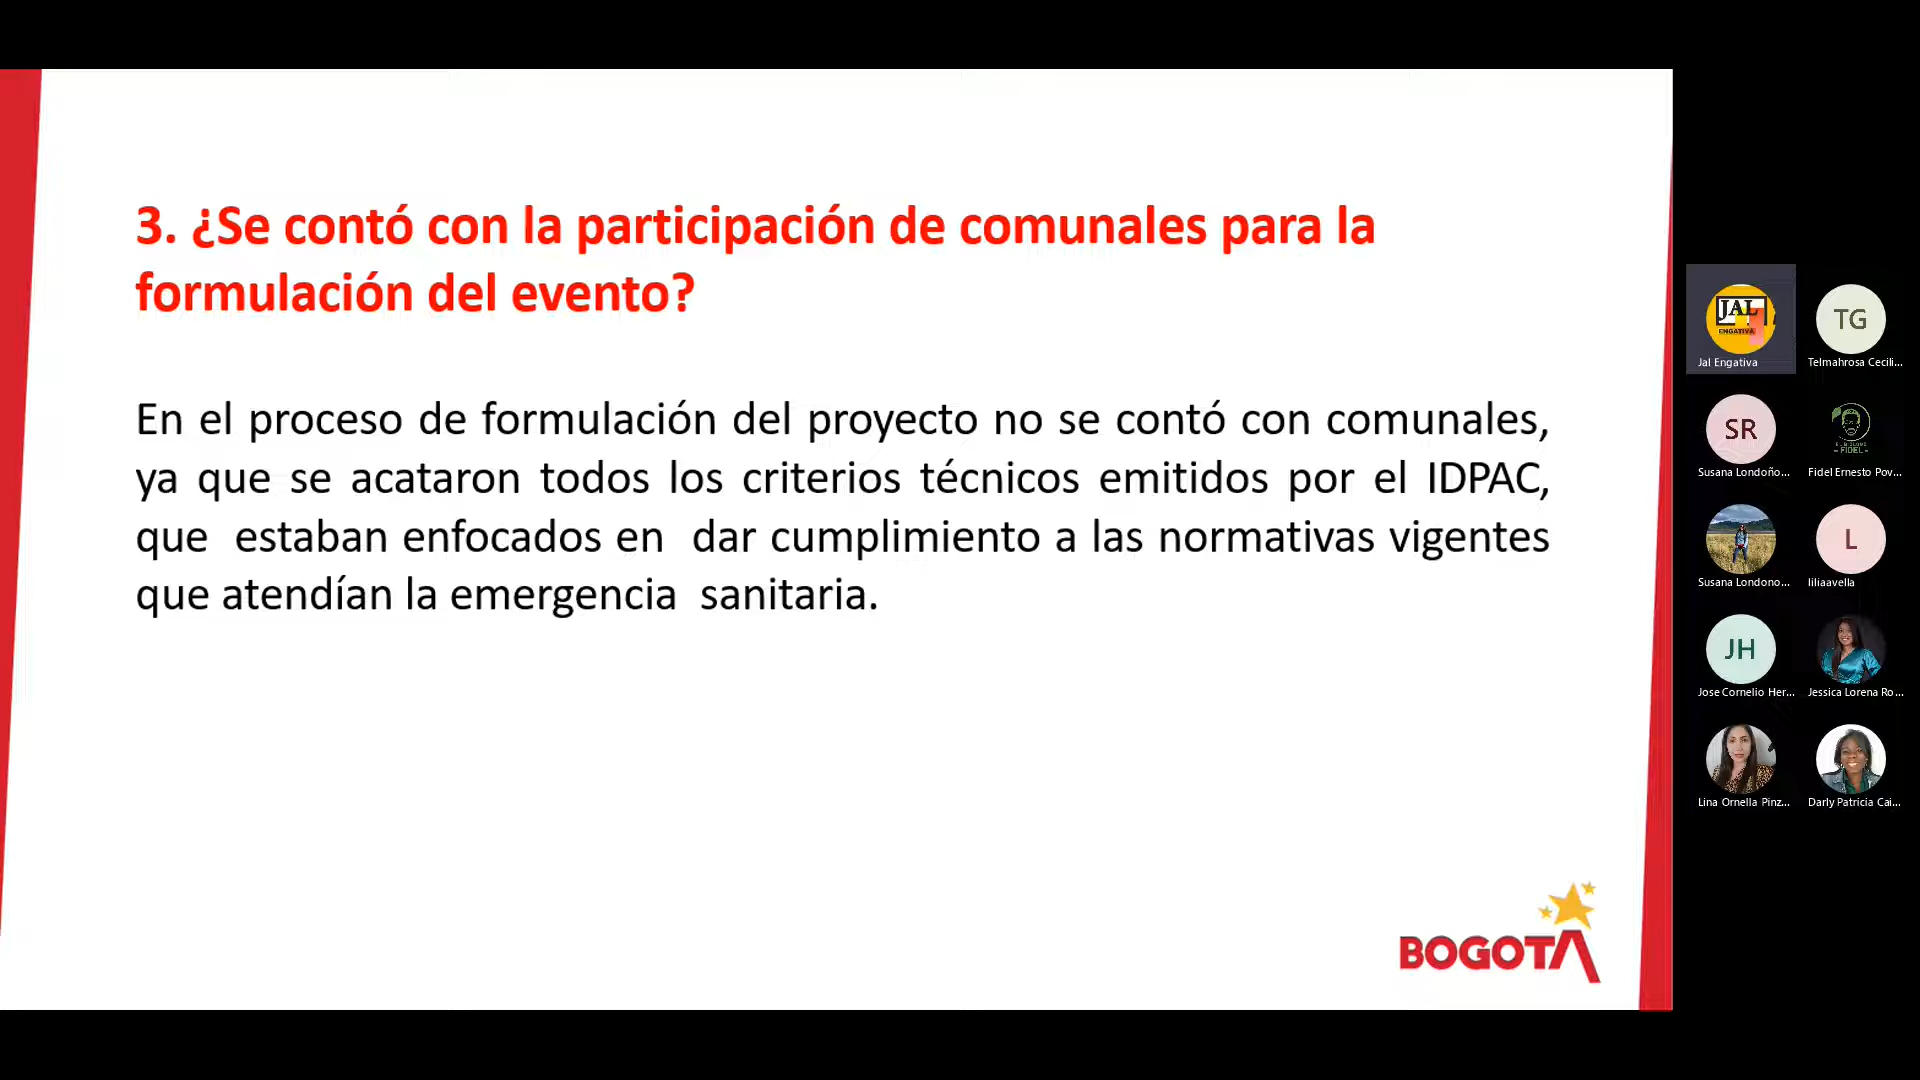 3. ¿Se contó con la participación de comunales para la
formulación del evento?
En el proceso de formulación del proyecto no se contó con comunales,
ya que se acataron todos los criterios técnicos emitidos por el IDPAC,
que estaban enfocados en dar cumplimiento a las normativas vigentes
que atendían la emergencia sanitaria.
BOGOTA
JAL
ENGATIVA
Jal Engativa
TG
Telmahrosa Cecili...
SR
Susana Londoño...
FIDEL
Fidel Ernesto Pov...
Susana Londono...
L
liliaavella
JH
Jose Cornelio Her...
Jessica Lorena Ro...
Lina Ornella Pinz...
Darly Patricia Cai...